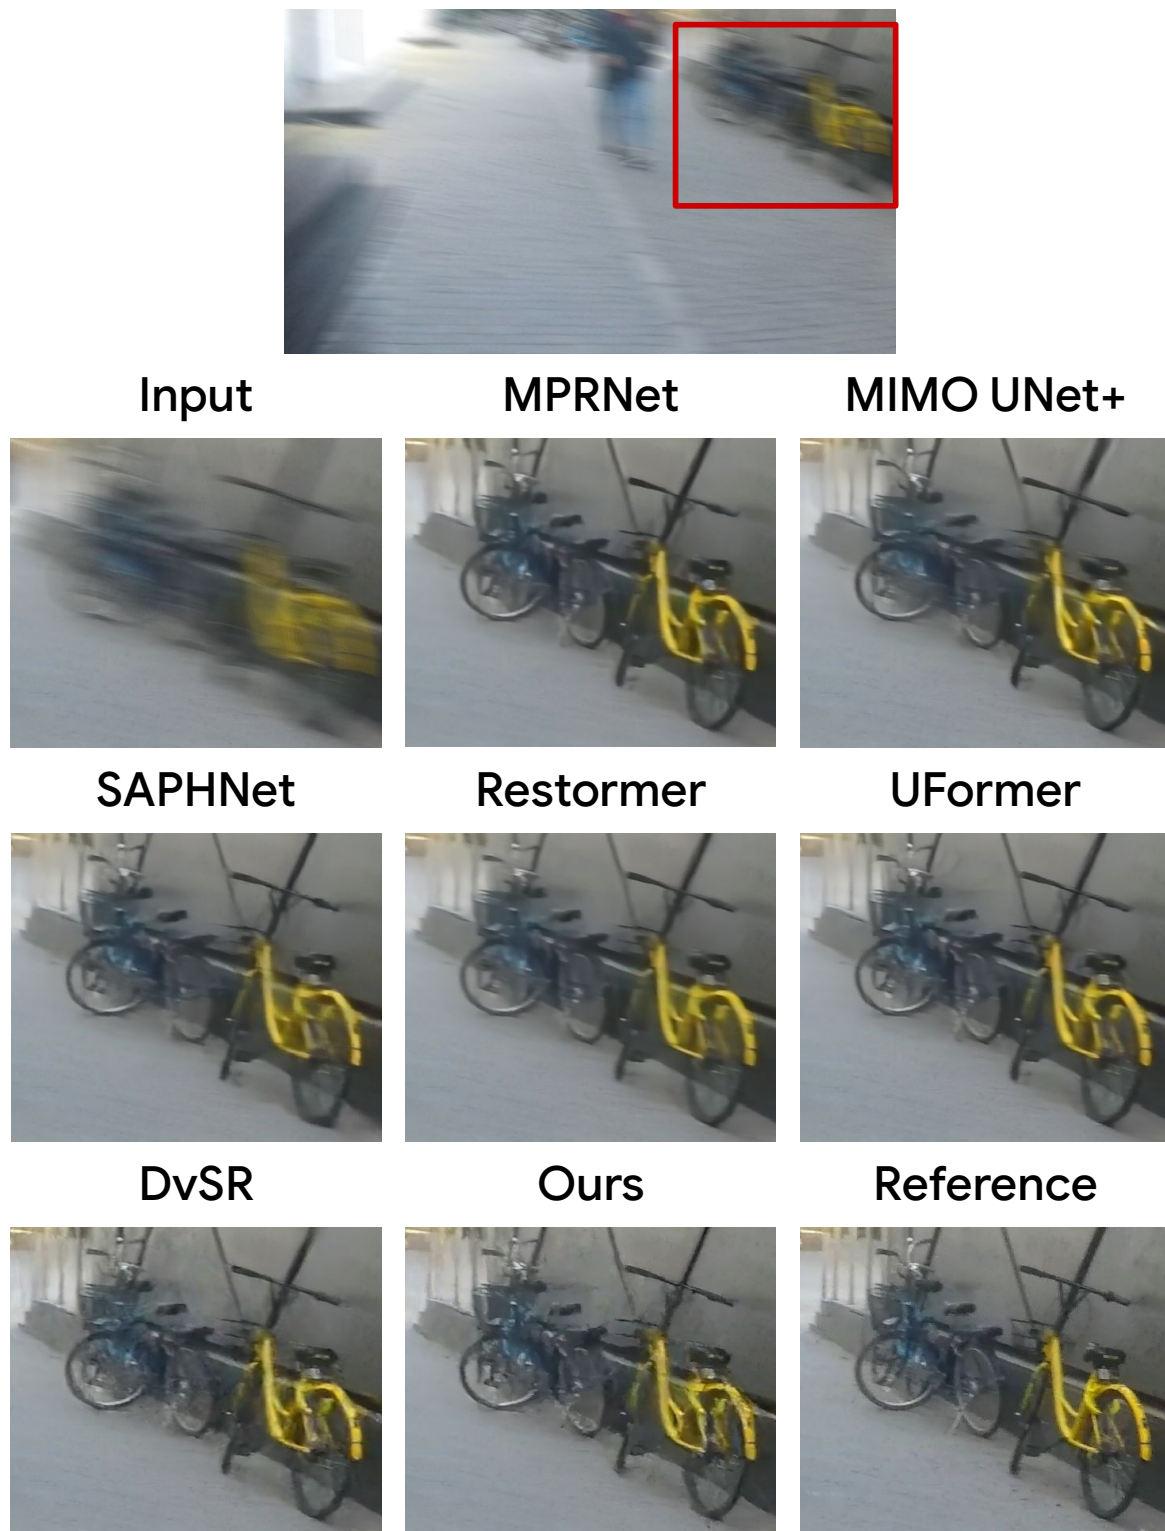 Input
MPRNet
MIMO UNet+
SAPHNet
Restormer
UFormer
DvSR
Ours
Reference